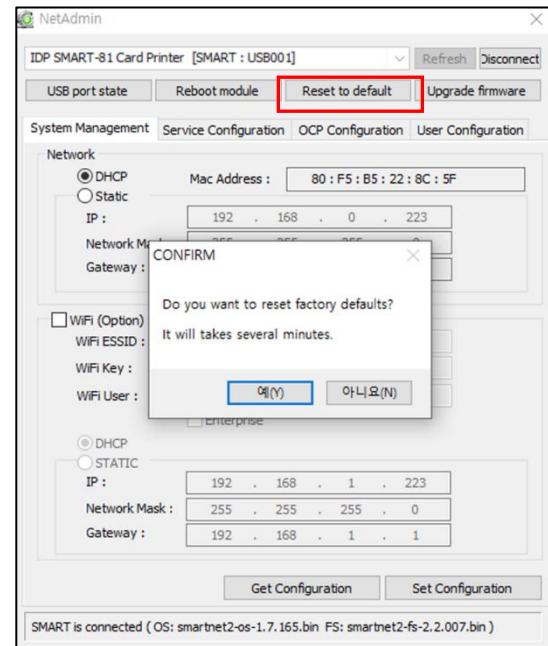 NetAdmin
IDP SMART-81 Card Printer [SMART : USB001] Refresh Disconnect
USB port state Reboot module Reset to default Upgrade firmware
System Management Service Configuration OCP Configuration User Configuration
Network
DHCP Mac Address : 80 : F5 : B5 : 22 : 8C : 5F
Static
IP : 192 . 168 . 0 . 223
Network
Gateway :
CONFIRM
Do you want to reset factory defaults?
It will takes several minutes.
예(Y) 아니요(N)
WiFi (Option)
WiFi ESSID :
WiFi Key :
WiFi User :
Enterprise
DHCP
STATIC
IP : 192 . 168 . 1 . 223
Network Mask : 255 . 255 . 255 . 0
Gateway : 192 . 168 . 1 . 1
Get Configuration Set Configuration
SMART is connected ( OS: smartnet2-os-1.7.165.bin FS: smartnet2-fs-2.2.007.bin )